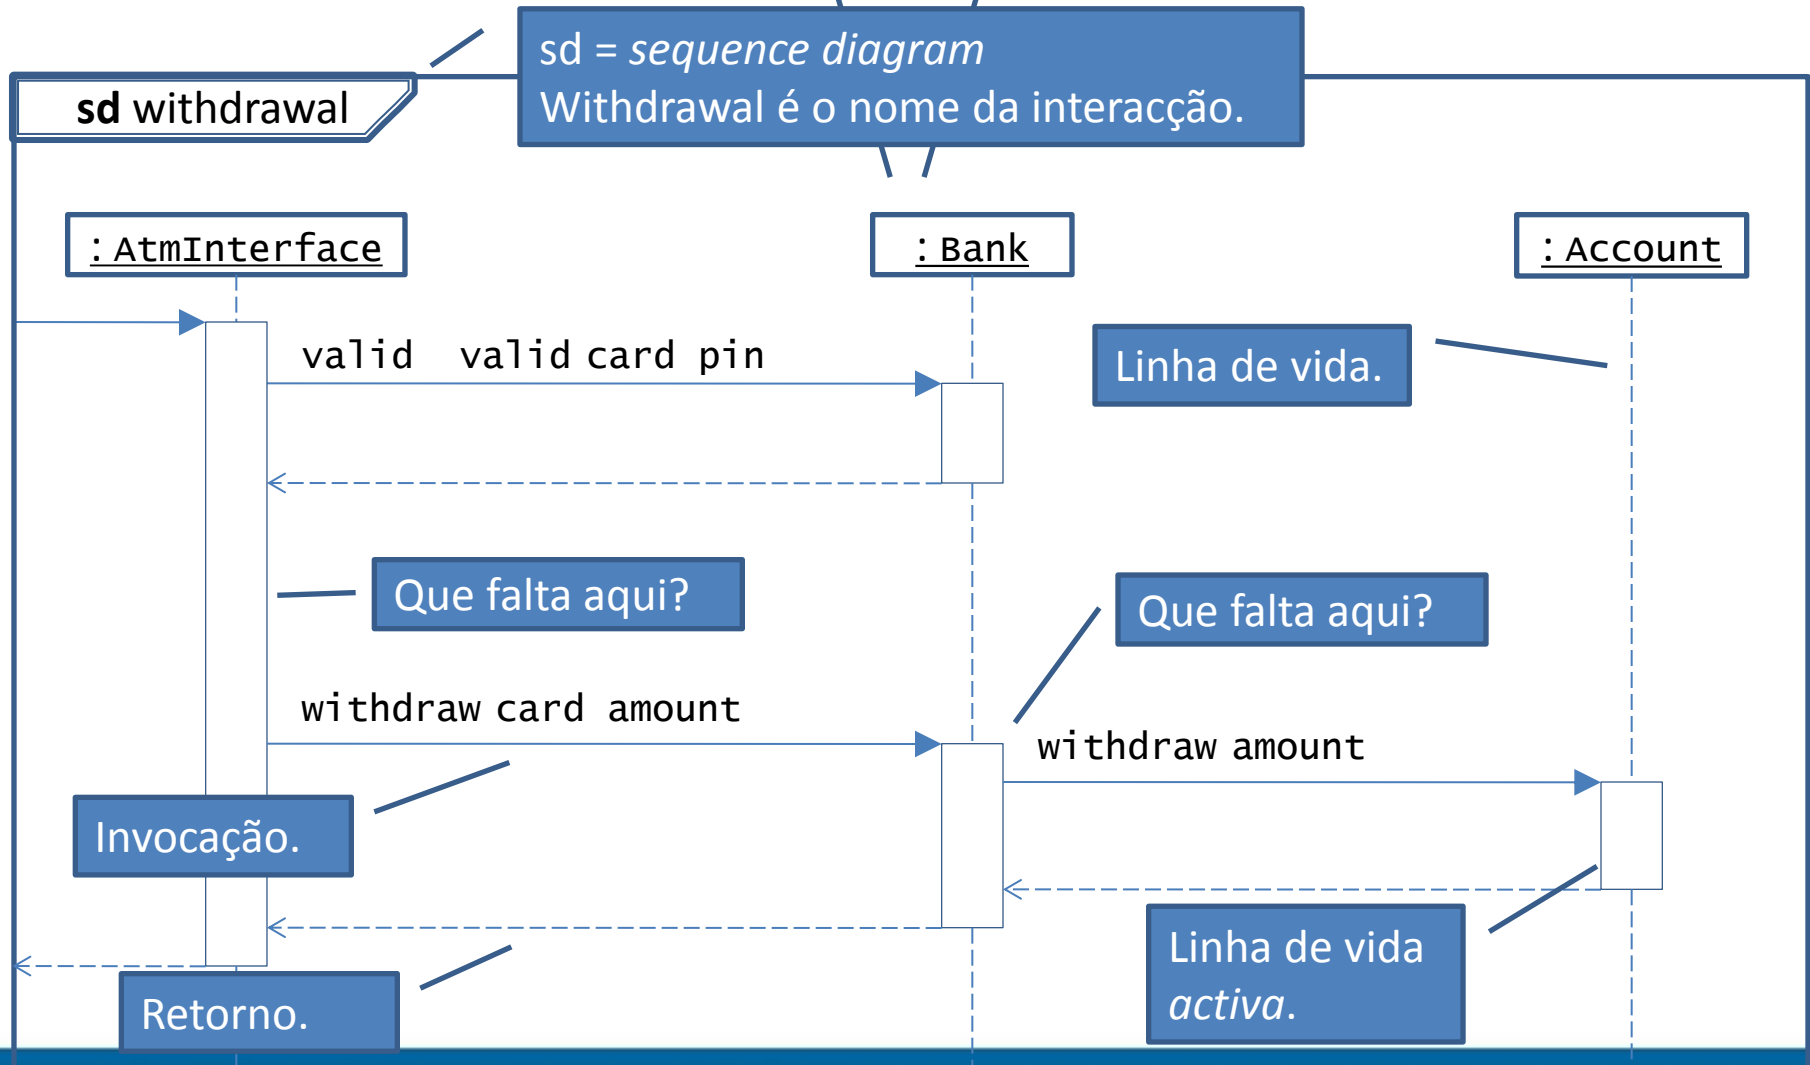 sd = sequence diagram
Withdrawal é o nome da interacção.
sd withdrawal
: AtmInterface
: Bank
: Account
valid valid card pin
Linha de vida.
Que falta aqui?
Que falta aqui?
withdraw card amount
withdraw amount
Invocação.
Linha de vida
activa.
Retorno.